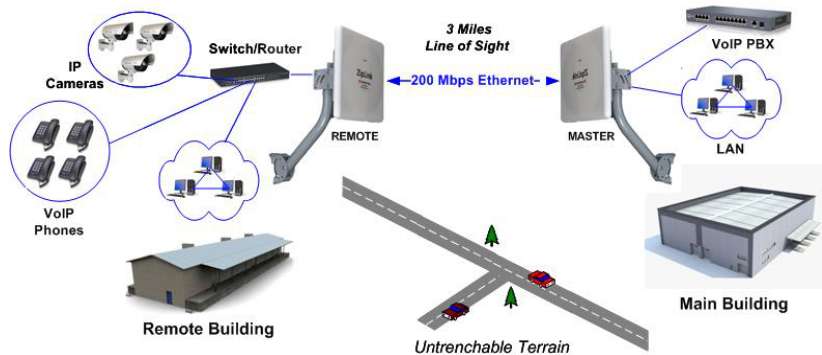 3 Miles
Line of Sight
VoIP PBX
Switch/Router
IP
Cameras
ZipLink
200 Mbps Ethernet
REMOTE
MASTER
LAN
VoIP
Phones
Remote Building
Main Building
Untrenchable Terrain